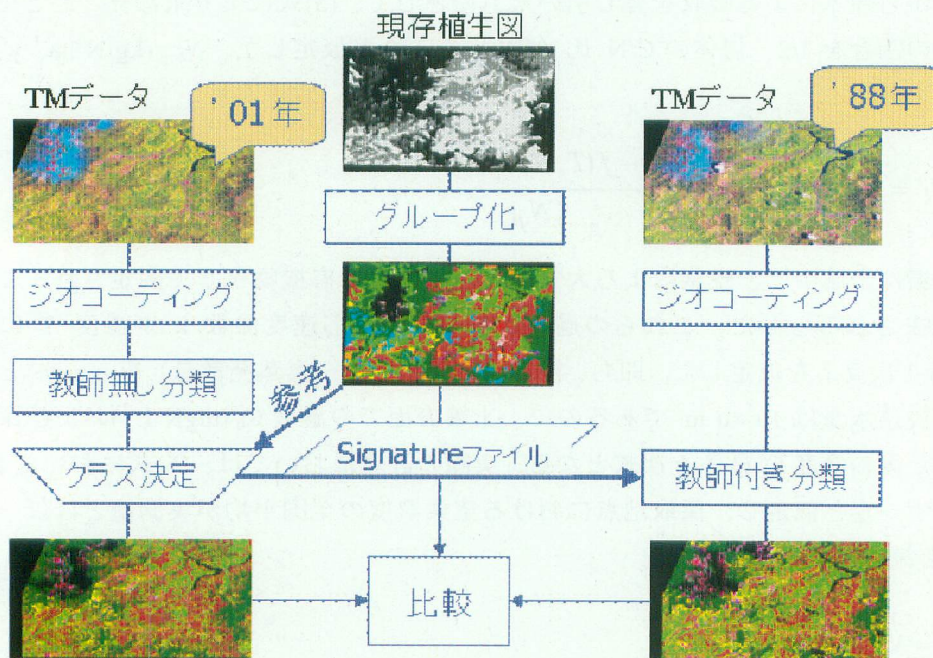 現存植生図
TMデータ
'01年
TMデータ
'88年
グループ化
ジオコーディング
ジオコーディング
教師無し分類
参考
クラス決定
Signatureファイル
教師付き分類
比較